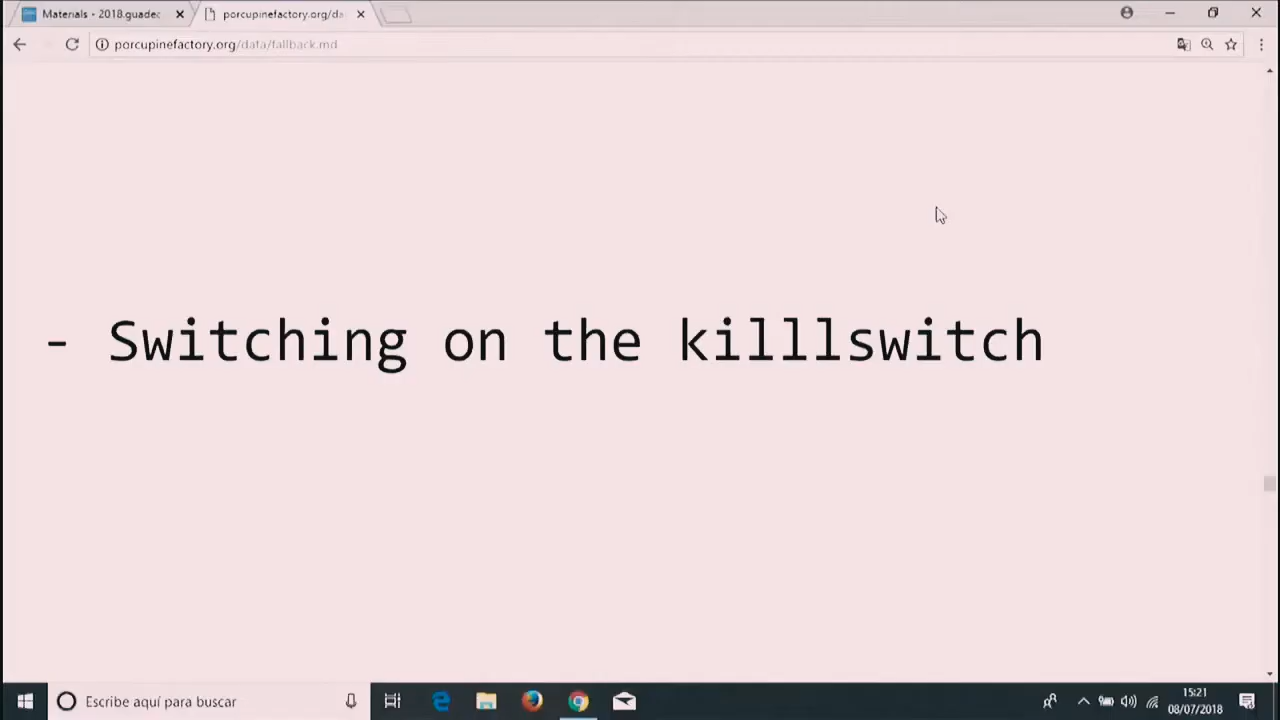 Materials - 2018.guadec
porcupinefactory.org/da
porcupinefactory.org/data/fallback.md
- Switching on the killlswitch
Escribe aquí para buscar
15:21
08/07/2018